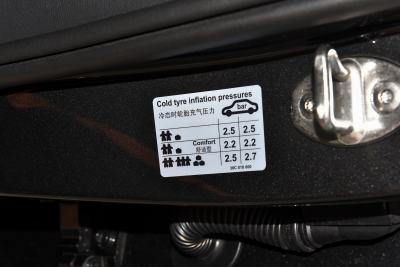 Cold tyre inflation pressures
冷态时轮胎充气压力
bar
2.5 2.5
Comfort 2.2 2.2
舒适型
2.5 2.7